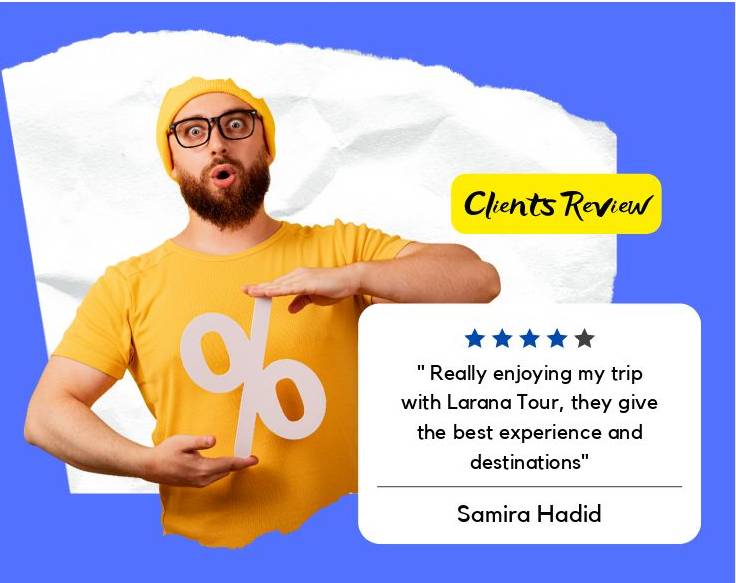 Clients Review
%
" Really enjoying my trip
with Larana Tour, they give
the best experience and
destinations"
Samira Hadid